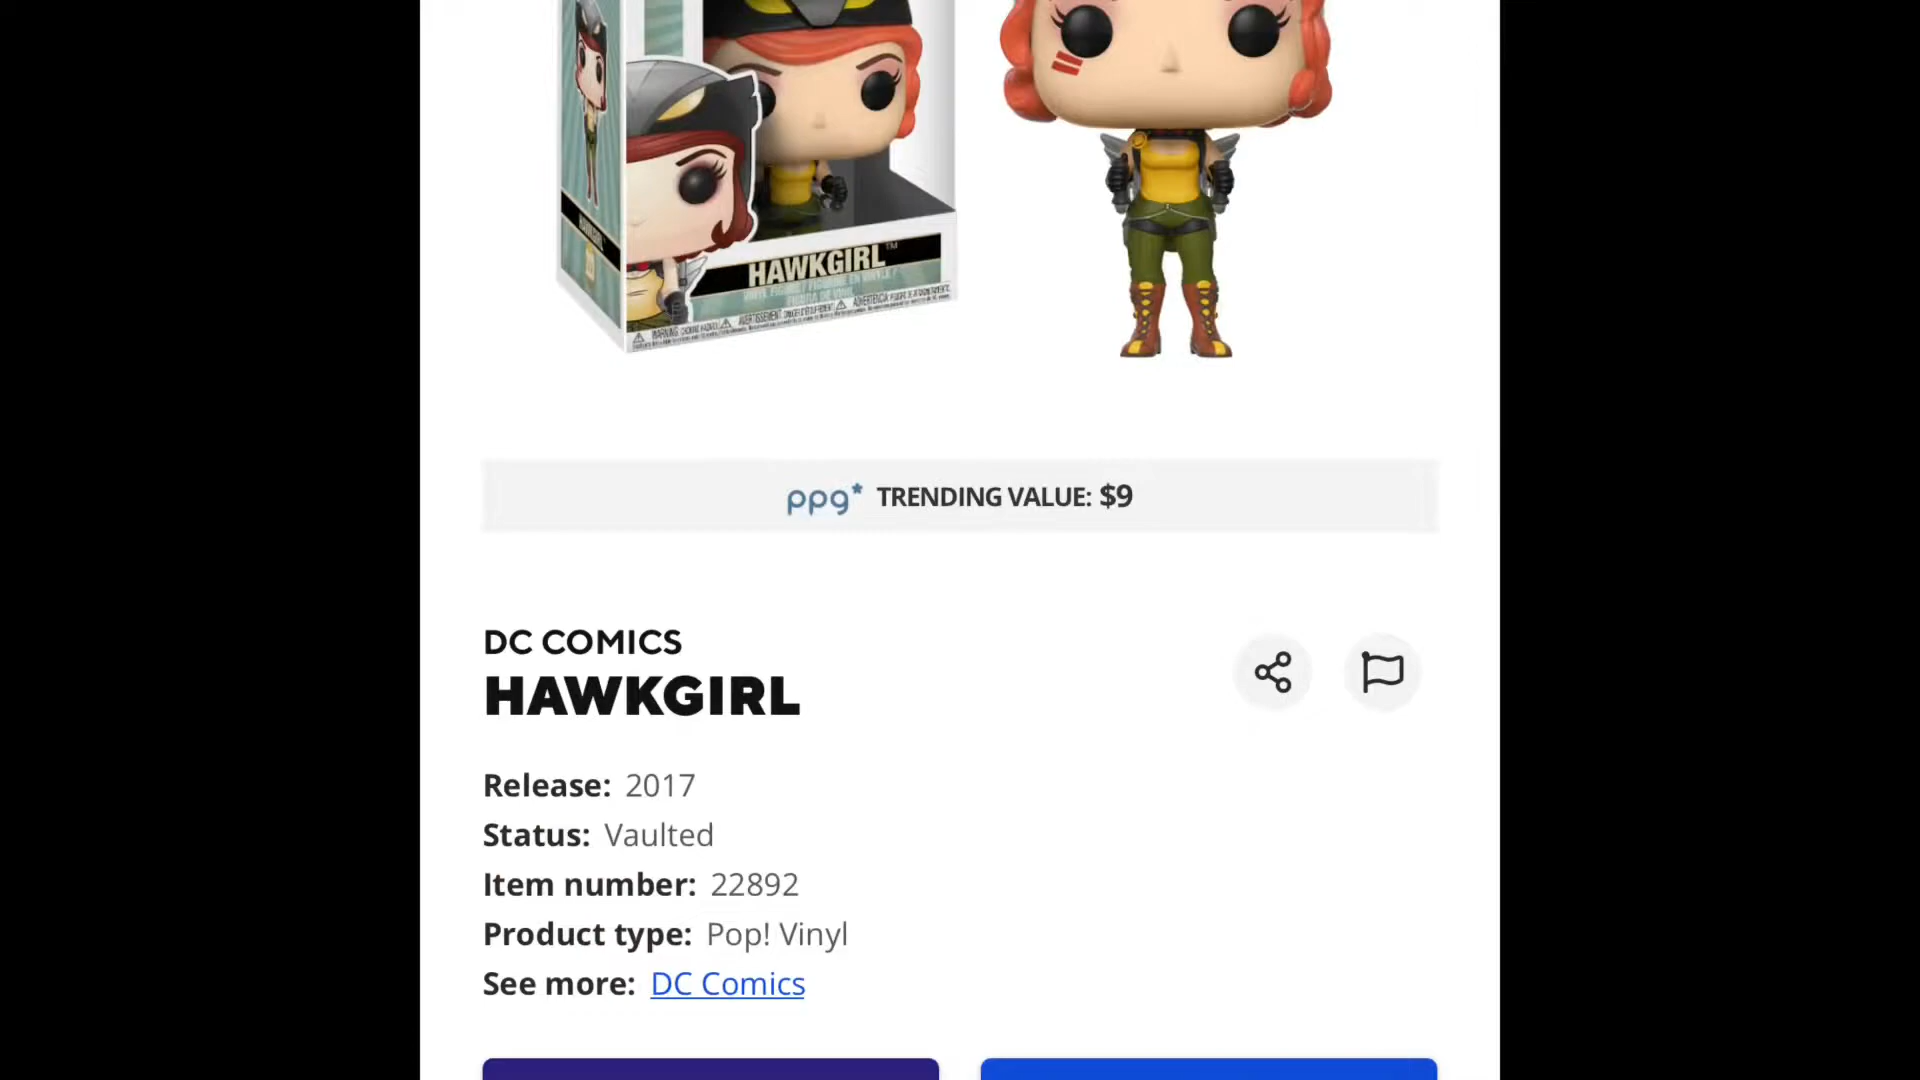 HAWKGIRL
HAWKGIRL™
ppg* TRENDING VALUE: $9
DC COMICS
HAWKGIRL
Release: 2017
Status: Vaulted
Item number: 22892
Product type: Pop! Vinyl
See more: DC Comics